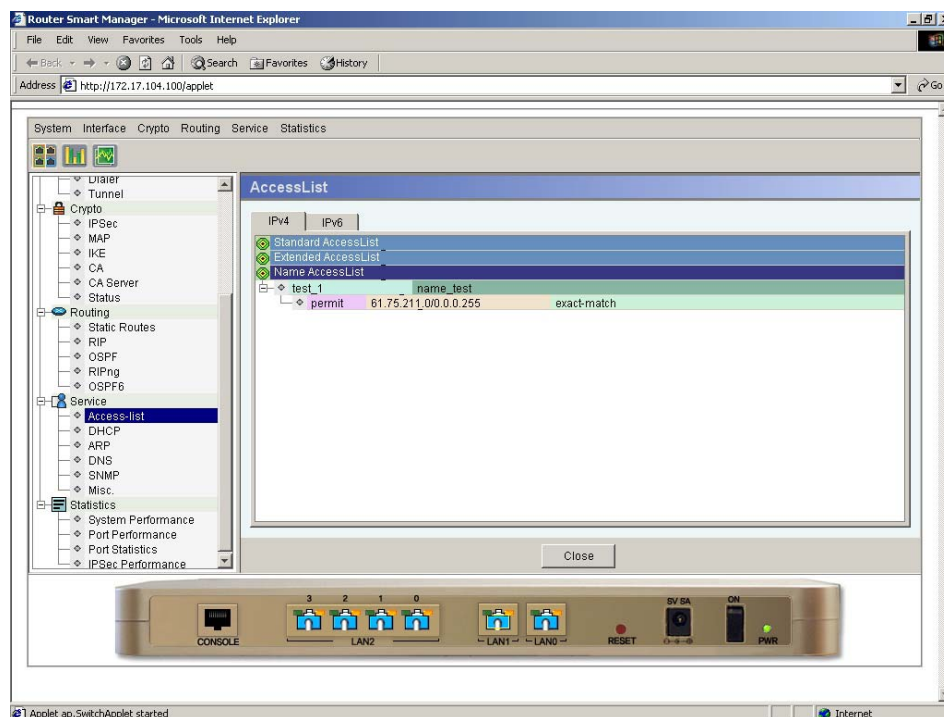 Router Smart Manager - Microsoft Internet Explorer
File Edit View Favorites Tools Help
Back Search Favorites History
Address http://172.17.104.100/applet Go
System Interface Crypto Routing Service Statistics
Dialer
Tunnel
Crypto
IPSec
MAP
IKE
CA
CA Server
Status
Routing
Static Routes
RIP
OSPF
RIPng
OSPF6
Service
Access-list
DHCP
ARP
DNS
SNMP
Misc.
Statistics
System Performance
Port Performance
Port Statistics
IPSec Performance
AccessList
IPv4 IPv6
Standard AccessList
Extended AccessList
Name AccessList
test_1 name_test
permit 61.75.211.0/0.0.0.255 exact-match
Close
3 2 1 0 5V 5A ON
CONSOLE LAN2 LAN1 LAN0 RESET PWR
Applet ap.SwitchApplet started Internet